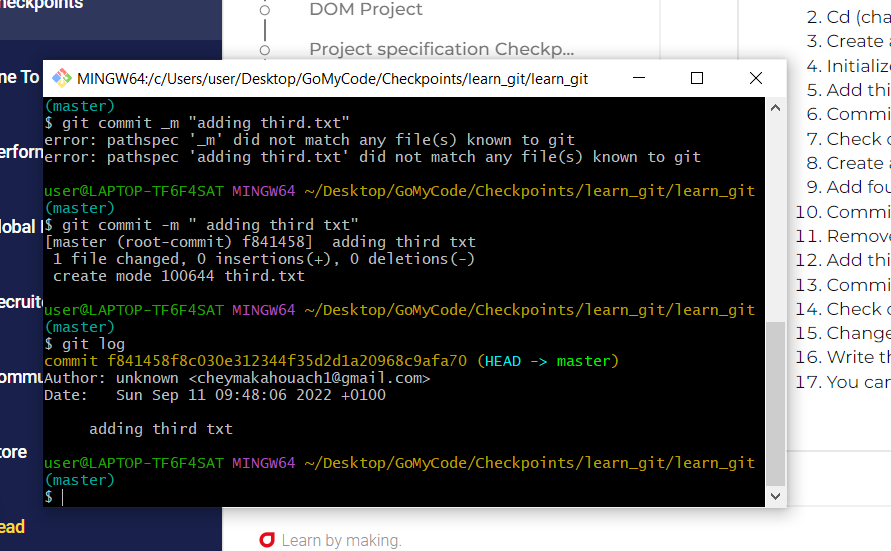 heckpoints
DOM Project
Project specification Checkp...
ne To
erform
lobal
ecruite
ommu
tore
ead
MINGW64:/c/Users/user/Desktop/GoMyCode/Checkpoints/learn_git/learn_git
(master)
$ git commit _m "adding third.txt"
error: pathspec '_m' did not match any file(s) known to git
error: pathspec 'adding third.txt' did not match any file(s) known to git
user@LAPTOP-TF6F4SAT MINGW64 ~/Desktop/GoMyCode/Checkpoints/learn_git/learn_git
(master)
$ git commit -m " adding third txt"
[master (root-commit) f841458]  adding third txt
 1 file changed, 0 insertions(+), 0 deletions(-)
 create mode 100644 third.txt
user@LAPTOP-TF6F4SAT MINGW64 ~/Desktop/GoMyCode/Checkpoints/learn_git/learn_git
(master)
$ git log
commit f841458f8c030e312344f35d2d1a20968c9afa70 (HEAD -> master)
Author: unknown <cheymakahouach1@gmail.com>
Date:   Sun Sep 11 09:48:06 2022 +0100
     adding third txt
user@LAPTOP-TF6F4SAT MINGW64 ~/Desktop/GoMyCode/Checkpoints/learn_git/learn_git
(master)
$
2. Cd (cha
3. Create a
4. Initialize
5. Add thi
6. Commi
7. Check o
8. Create a
9. Add fou
10. Commi
11. Remove
12. Add thi
13. Commi
14. Check o
15. Change
16. Write th
17. You can
Learn by making.